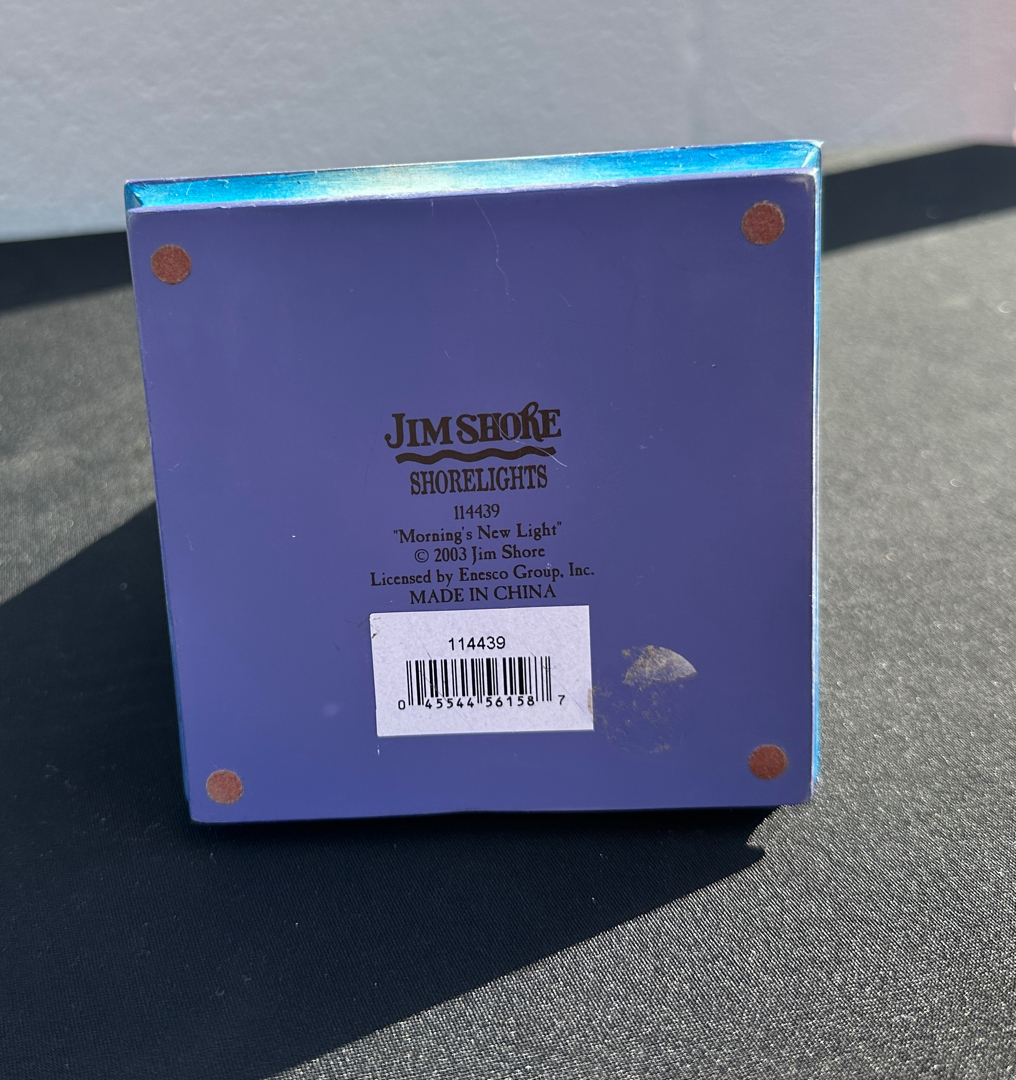 JIM SHORE
SHORELIGHTS
114439
"Morning's New Light"
© 2003 Jim Shore
Licensed by Enesco Group, Inc.
MADE IN CHINA
114439
0 45544 56158 7